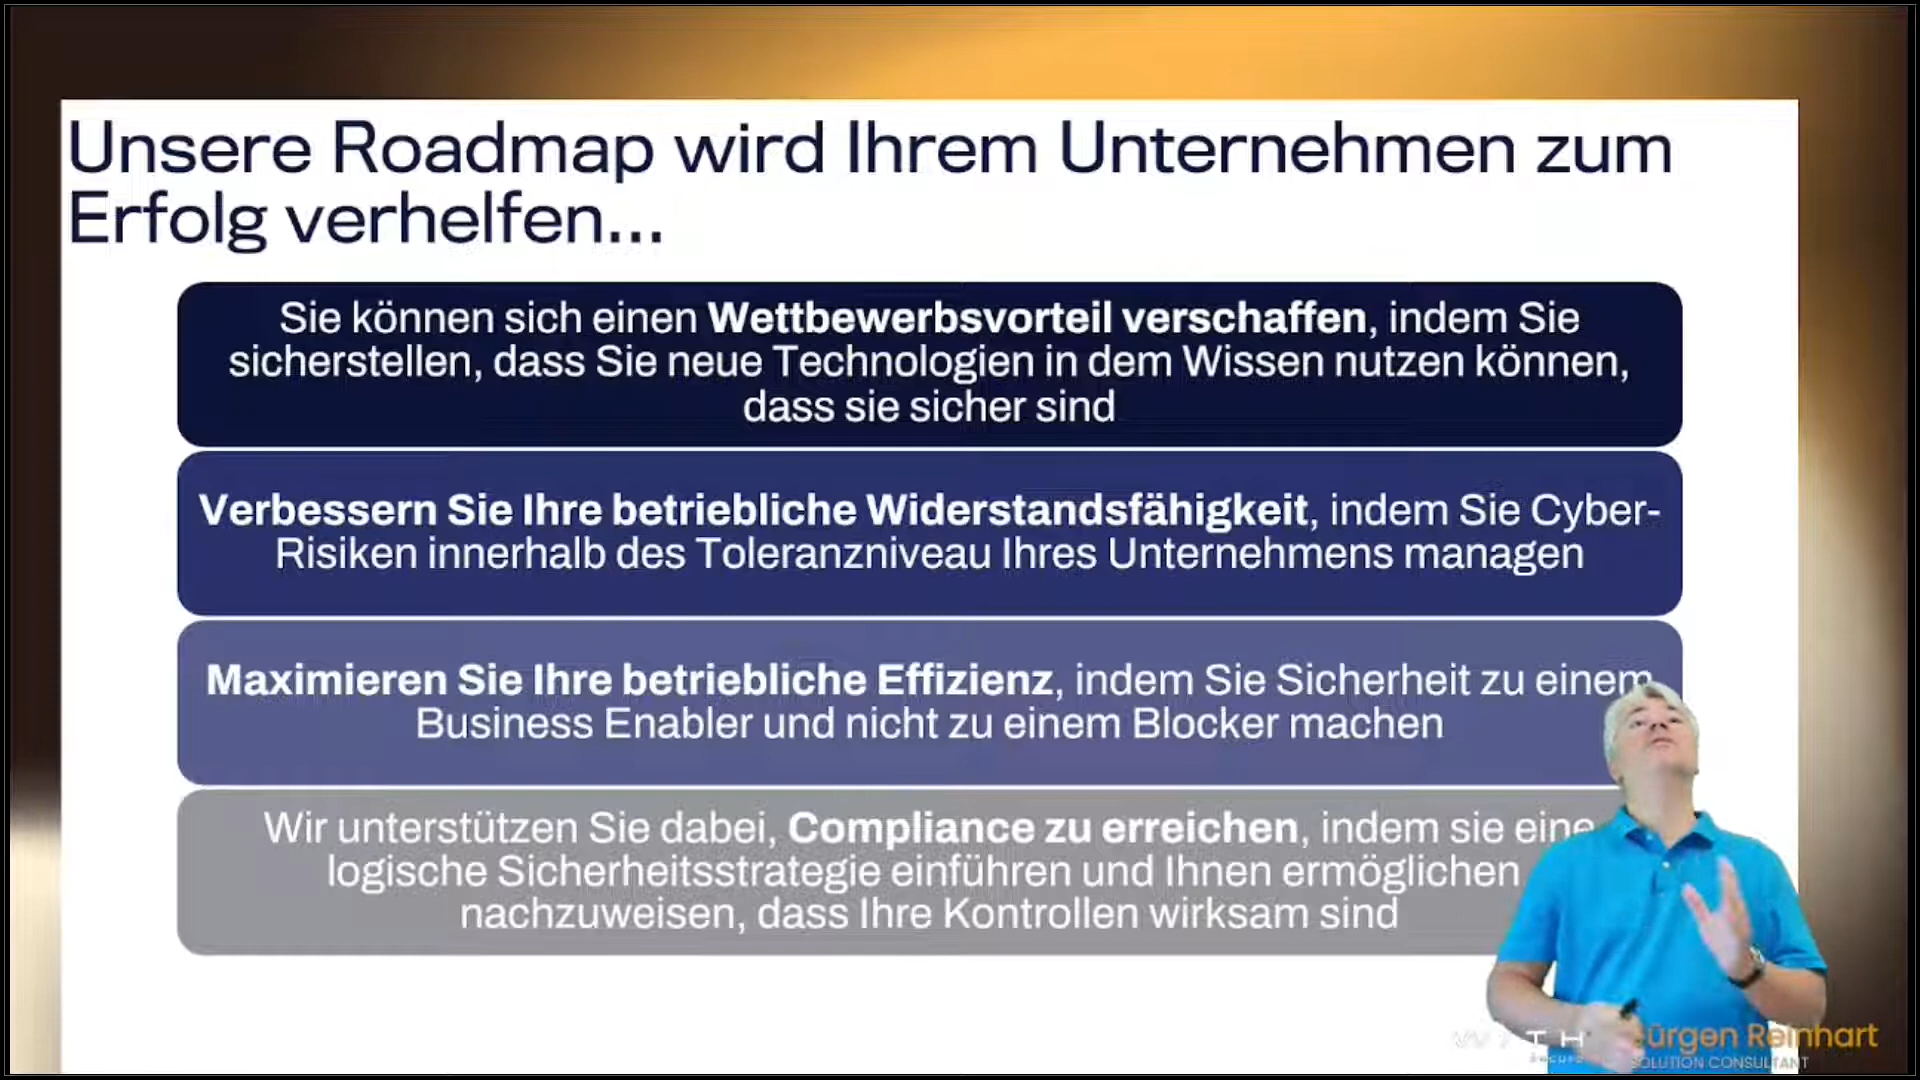 Unsere Roadmap wird Ihrem Unternehmen zum
Erfolg verhelfen...
Sie können sich einen Wettbewerbsvorteil verschaffen, indem Sie
sicherstellen, dass Sie neue Technologien in dem Wissen nutzen können,
dass sie sicher sind
Verbessern Sie Ihre betriebliche Widerstandsfähigkeit, indem Sie Cyber-
Risiken innerhalb des Toleranzniveau Ihres Unternehmens managen
Maximieren Sie Ihre betriebliche Effizienz, indem Sie Sicherheit zu einem
Business Enabler und nicht zu einem Blocker machen
Wir unterstützen Sie dabei, Compliance zu erreichen, indem sie eine
logische Sicherheitsstrategie einführen und Ihnen ermöglichen
nachzuweisen, dass Ihre Kontrollen wirksam sind
Reinhart
SOLUTION CONSULTANT